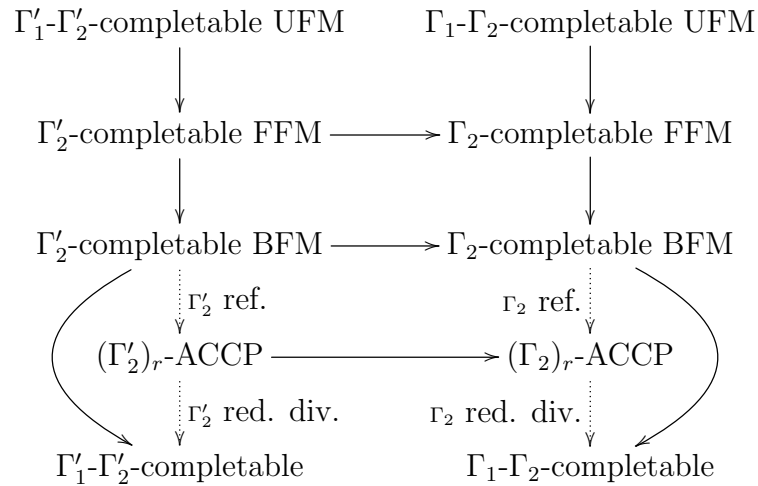 Γ′₁-Γ′₂-completable UFM Γ₁-Γ₂-completable UFM
Γ′₂-completable FFM Γ₂-completable FFM
Γ′₂-completable BFM Γ₂-completable BFM
Γ′₂ ref. Γ₂ ref.
(Γ′₂)ᵣ-ACCP (Γ₂)ᵣ-ACCP
Γ′₂ red. div. Γ₂ red. div.
Γ′₁-Γ′₂-completable Γ₁-Γ₂-completable